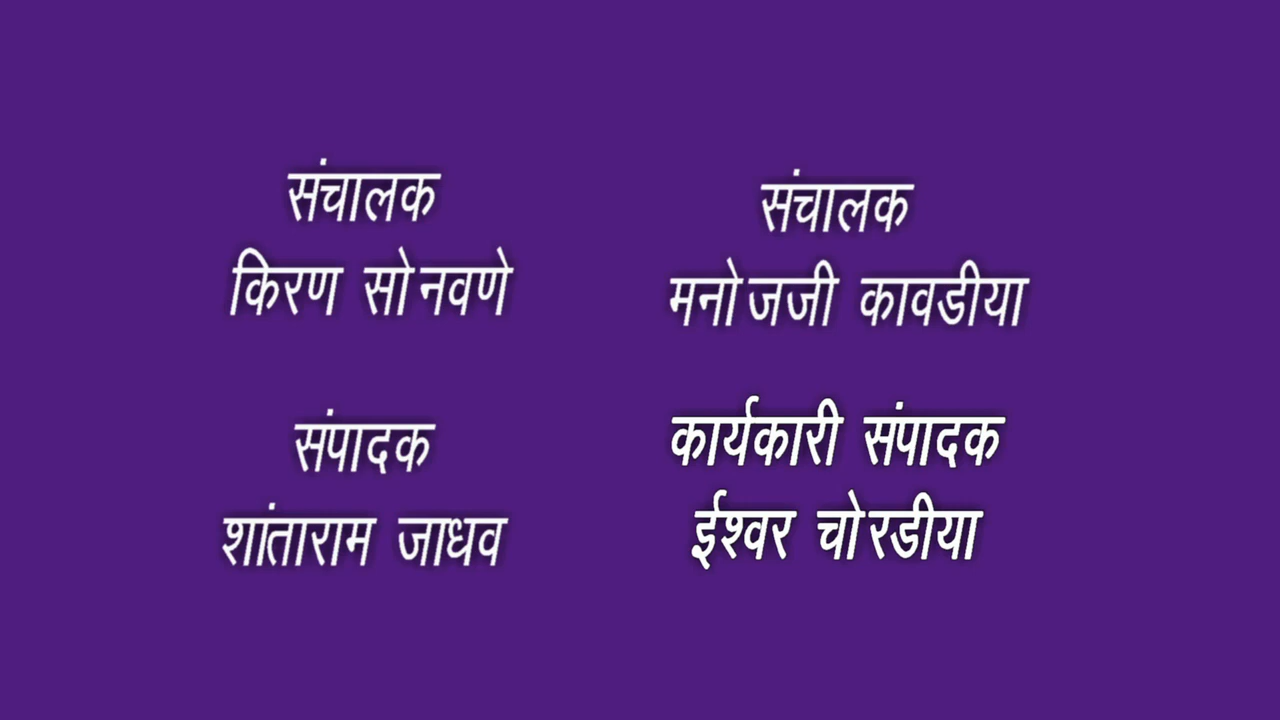 संचालक
किरण सोनवणे
संचालक
मनोजजी कावडीया
संपादक
शांताराम जाधव
कार्यकारी संपादक
ईश्वर चोरडीया